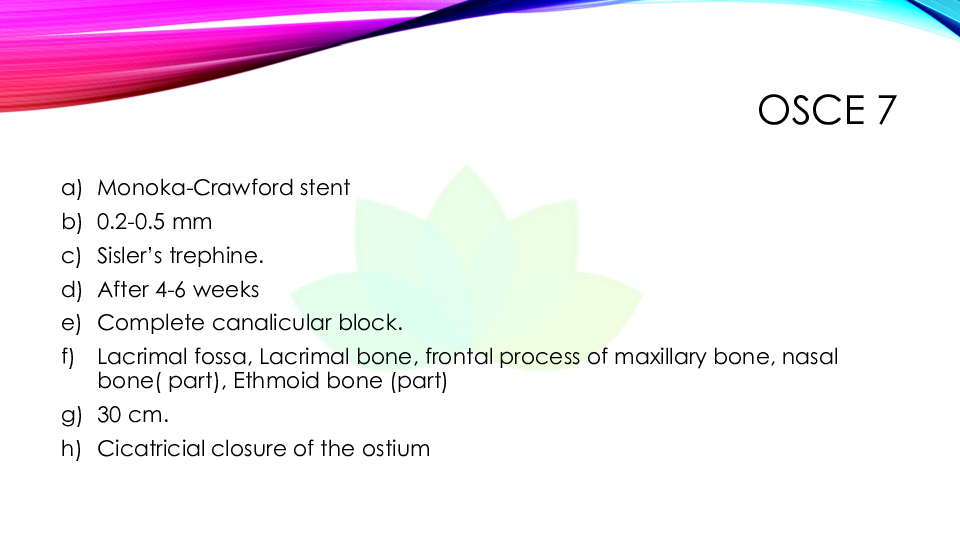 OSCE 7
a) Monoka-Crawford stent
b) 0.2-0.5 mm
c) Sisler’s trephine.
d) After 4-6 weeks
e) Complete canalicular block.
f) Lacrimal fossa, Lacrimal bone, frontal process of maxillary bone, nasal
bone( part), Ethmoid bone (part)
g) 30 cm.
h) Cicatricial closure of the ostium